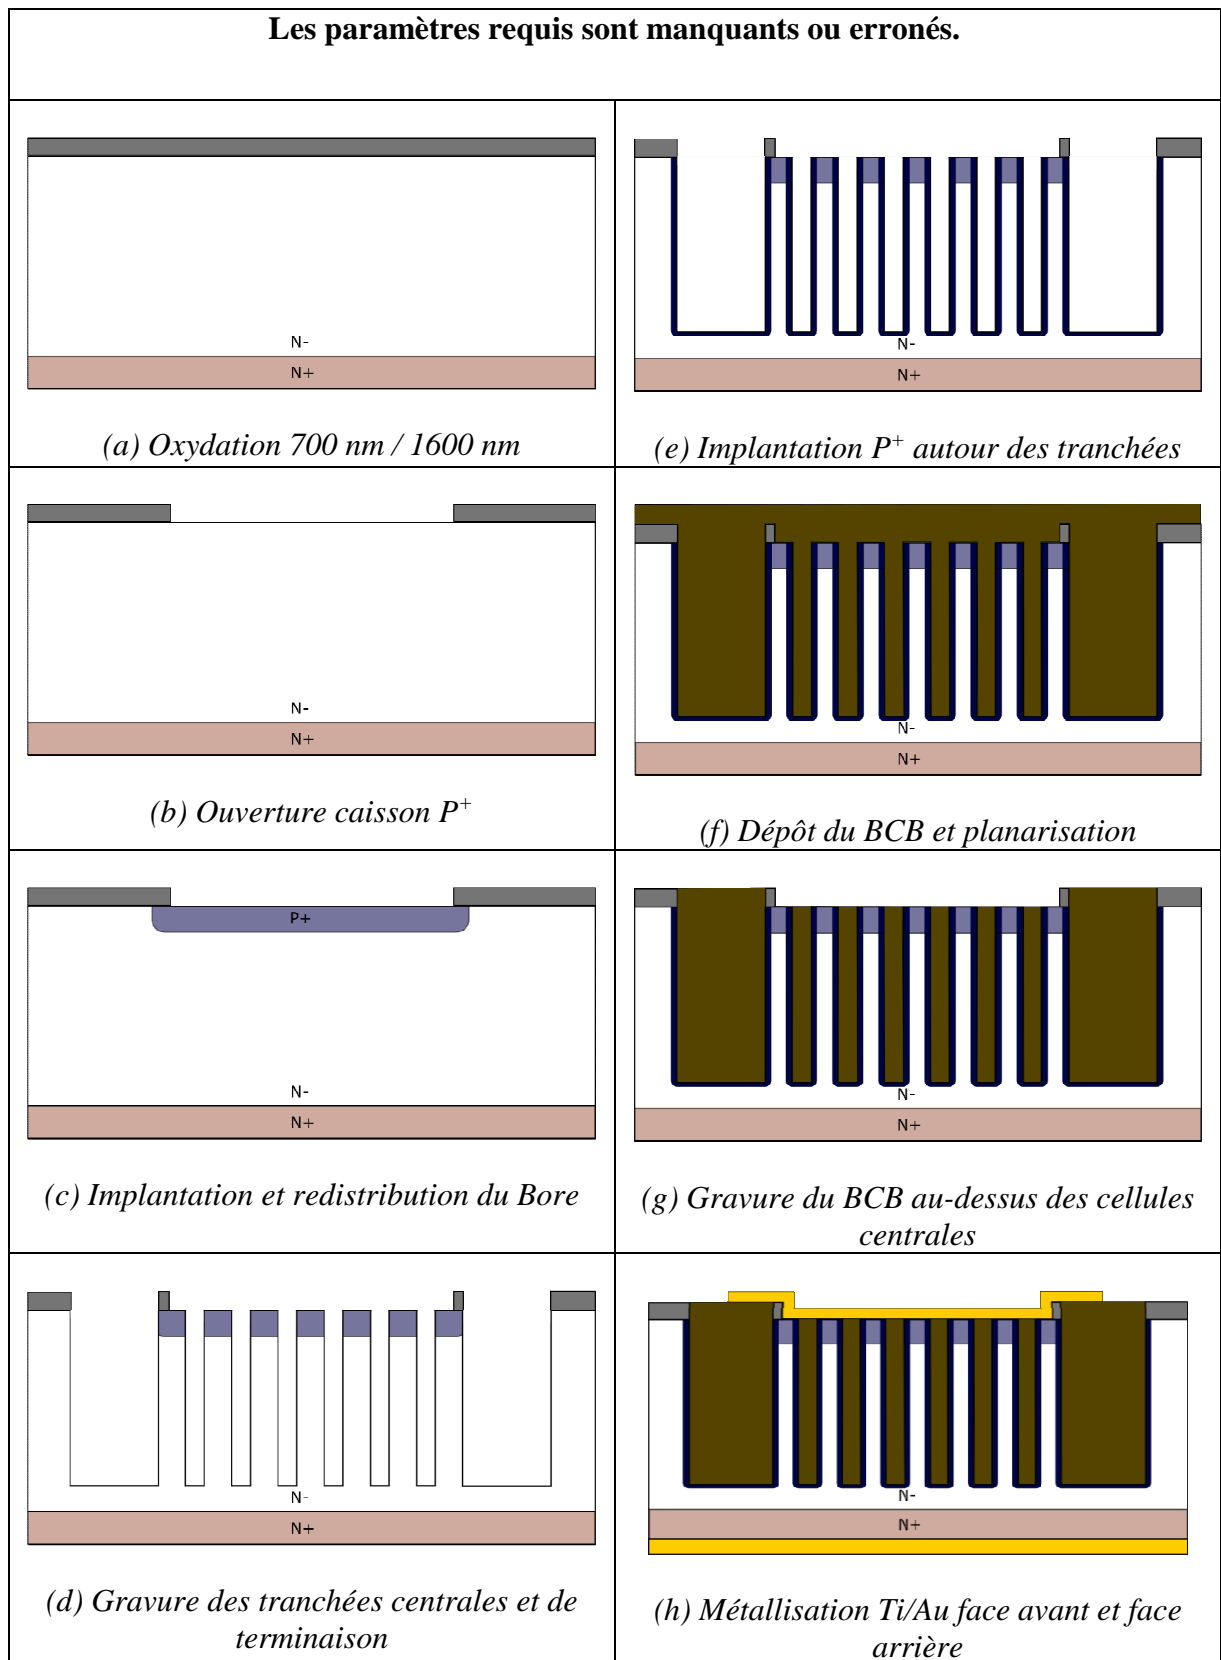 Les paramètres requis sont manquants ou erronés.
N-
N+
(a) Oxydation 700 nm / 1600 nm
N-
N+
(e) Implantation P+ autour des tranchées
N-
N+
(b) Ouverture caisson P+
N-
N+
(f) Dépôt du BCB et planarisation
P+
N-
N+
(c) Implantation et redistribution du Bore
N-
N+
(g) Gravure du BCB au-dessus des cellules
centrales
N-
N+
(d) Gravure des tranchées centrales et de
terminaison
N-
N+
(h) Métallisation Ti/Au face avant et face
arrière